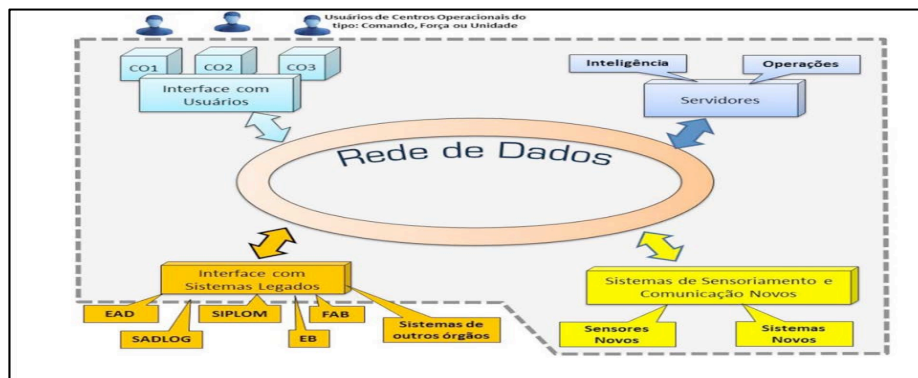 Usuários de Centros Operacionais do
tipo: Comando, Força ou Unidade
CO1
CO2
CO3
Interface com
Usuários
Inteligência
Operações
Servidores
Rede de Dados
Interface com
Sistemas Legados
EAD
SADLOG
SIPLOM
EB
FAB
Sistemas de
outros órgãos
Sistemas de Sensoriamento e
Comunicação Novos
Sensores
Novos
Sistemas
Novos